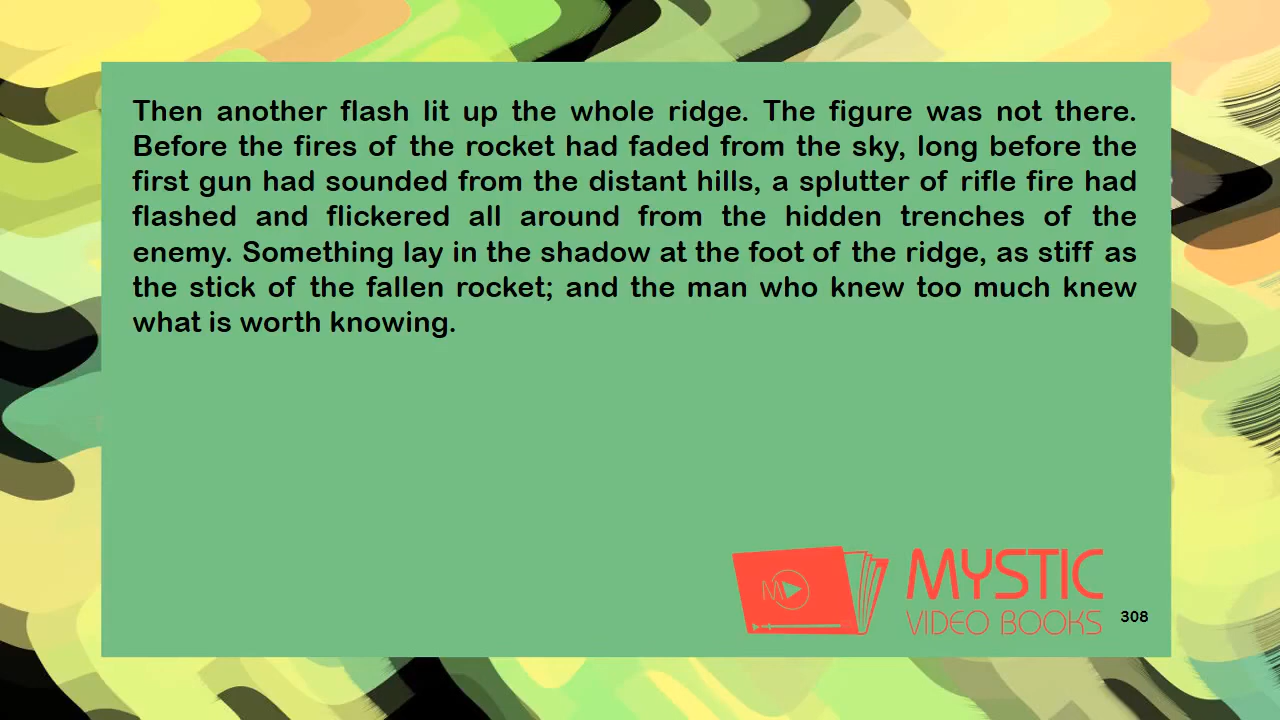 Then another flash lit up the whole ridge. The figure was not there.
Before the fires of the rocket had faded from the sky, long before the
first gun had sounded from the distant hills, a splutter of rifle fire had
flashed and flickered all around from the hidden trenches of the
enemy. Something lay in the shadow at the foot of the ridge, as stiff as
the stick of the fallen rocket; and the man who knew too much knew
what is worth knowing.
M
MYSTIC
VIDEO BOOKS
308